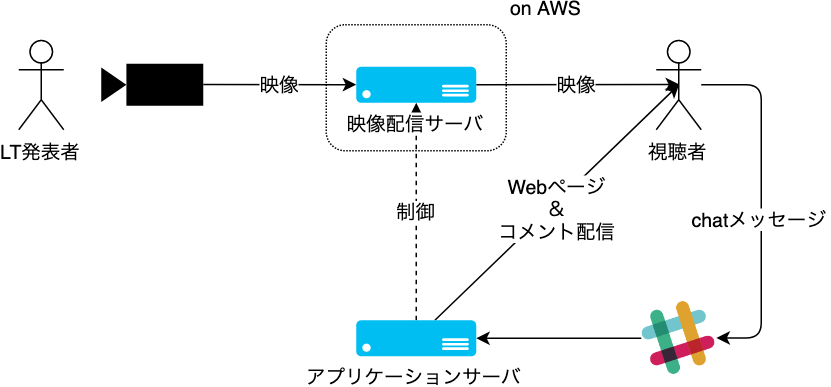 on AWS
映像
映像
映像配信サーバ
LT発表者
視聴者
Webページ
&
コメント配信
制御
chatメッセージ
アプリケーションサーバ